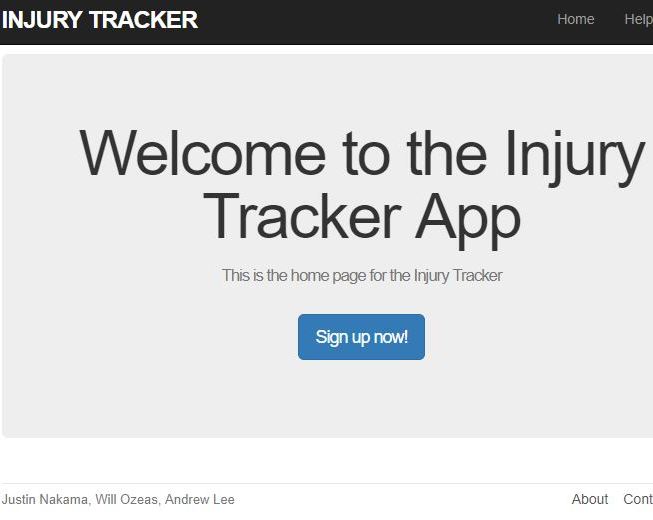 INJURY TRACKER Home Help
Welcome to the Injury
Tracker App
This is the home page for the Injury Tracker
Sign up now!
Justin Nakama, Will Ozeas, Andrew Lee About Cont